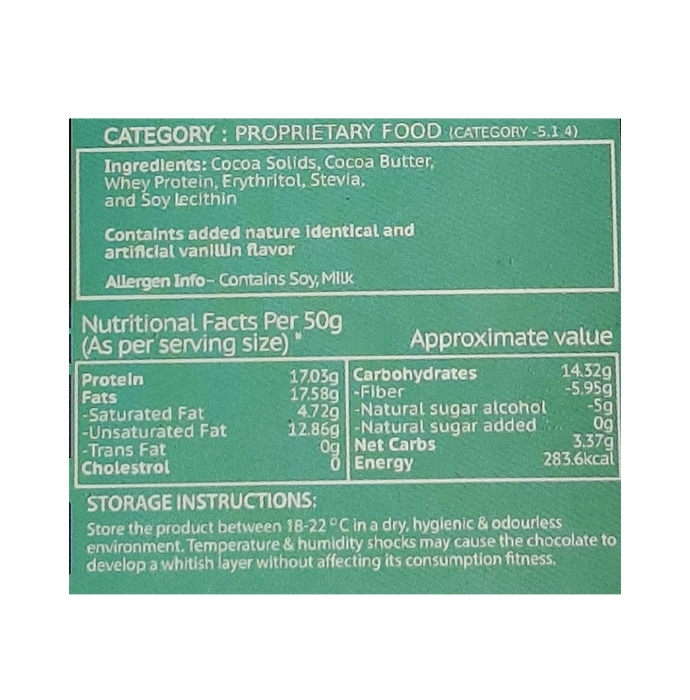 CATEGORY : PROPRIETARY FOOD (CATEGORY -5.1.4)
Ingredients: Cocoa Solids, Cocoa Butter,
Whey Protein, Erythritol, Stevia,
and Soy lecithin
Containts added nature identical and
artificial vanillin flavor
Allergen Info- Contains Soy, Milk
Nutritional Facts Per 50g
(As per serving size) *
Approximate value
Protein 17.03g
Fats 17.58g
-Saturated Fat 4.72g
-Unsaturated Fat 12.86g
-Trans Fat 0g
Cholestrol 0
Carbohydrates 14.32g
-Fiber -5.95g
-Natural sugar alcohol -5g
-Natural sugar added 0g
Net Carbs 3.37g
Energy 283.6kcal
STORAGE INSTRUCTIONS:
Store the product between 18-22 °C in a dry, hygienic & odourless
environment. Temperature & humidity shocks may cause the chocolate to
develop a whitish layer without affecting its consumption fitness.